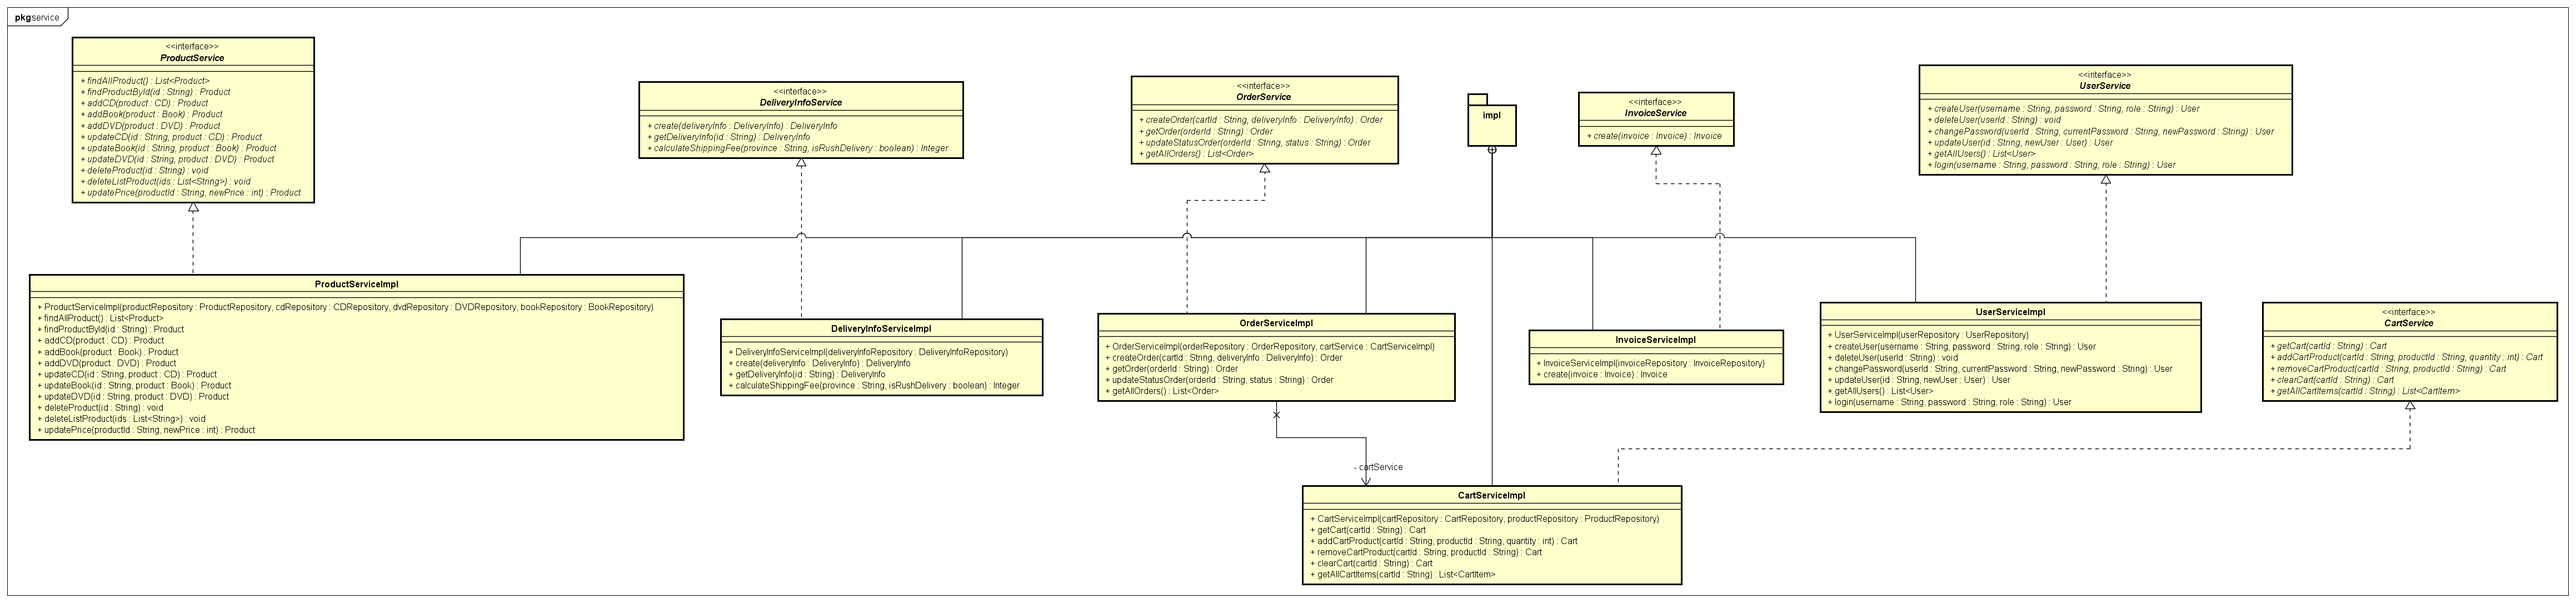 pkg service
<<interface>>
ProductService
+ findAllProduct() : List<Product>
+ findProductById(id : String) : Product
+ addCD(product : CD) : Product
+ addBook(product : Book) : Product
+ addDVD(product : DVD) : Product
+ updateCD(id : String, product : CD) : Product
+ updateBook(id : String, product : Book) : Product
+ updateDVD(id : String, product : DVD) : Product
+ deleteProduct(id : String) : void
+ deleteListProduct(ids : List<String>) : void
+ updatePrice(productId : String, newPrice : int) : Product
<<interface>>
DeliveryInfoService
+ create(deliveryInfo : DeliveryInfo) : DeliveryInfo
+ getDeliveryInfo(id : String) : DeliveryInfo
+ calculateShippingFee(province : String, isRushDelivery : boolean) : Integer
<<interface>>
OrderService
+ createOrder(cartId : String, deliveryInfo : DeliveryInfo) : Order
+ getOrder(orderId : String) : Order
+ updateStatusOrder(orderId : String, status : String) : Order
+ getAllOrders() : List<Order>
impl
<<interface>>
InvoiceService
+ create(invoice : Invoice) : Invoice
<<interface>>
UserService
+ createUser(username : String, password : String, role : String) : User
+ deleteUser(userId : String) : void
+ changePassword(userId : String, currentPassword : String, newPassword : String) : User
+ updateUser(id : String, newUser : User) : User
+ getAllUsers() : List<User>
+ login(username : String, password : String, role : String) : User
ProductServiceImpl
+ ProductServiceImpl(productRepository : ProductRepository, cdRepository : CDRepository, dvdRepository : DVDRepository, bookRepository : BookRepository)
+ findAllProduct() : List<Product>
+ findProductById(id : String) : Product
+ addCD(product : CD) : Product
+ addBook(product : Book) : Product
+ addDVD(product : DVD) : Product
+ updateCD(id : String, product : CD) : Product
+ updateBook(id : String, product : Book) : Product
+ updateDVD(id : String, product : DVD) : Product
+ deleteProduct(id : String) : void
+ deleteListProduct(ids : List<String>) : void
+ updatePrice(productId : String, newPrice : int) : Product
DeliveryInfoServiceImpl
+ DeliveryInfoServiceImpl(deliveryInfoRepository : DeliveryInfoRepository)
+ create(deliveryInfo : DeliveryInfo) : DeliveryInfo
+ getDeliveryInfo(id : String) : DeliveryInfo
+ calculateShippingFee(province : String, isRushDelivery : boolean) : Integer
OrderServiceImpl
+ OrderServiceImpl(orderRepository : OrderRepository, cartService : CartServiceImpl)
+ createOrder(cartId : String, deliveryInfo : DeliveryInfo) : Order
+ getOrder(orderId : String) : Order
+ updateStatusOrder(orderId : String, status : String) : Order
+ getAllOrders() : List<Order>
InvoiceServiceImpl
+ InvoiceServiceImpl(invoiceRepository : InvoiceRepository)
+ create(invoice : Invoice) : Invoice
UserServiceImpl
+ UserServiceImpl(userRepository : UserRepository)
+ createUser(username : String, password : String, role : String) : User
+ deleteUser(userId : String) : void
+ changePassword(userId : String, currentPassword : String, newPassword : String) : User
+ updateUser(id : String, newUser : User) : User
+ getAllUsers() : List<User>
+ login(username : String, password : String, role : String) : User
<<interface>>
CartService
+ getCart(cartId : String) : Cart
+ addCartProduct(cartId : String, productId : String, quantity : int) : Cart
+ removeCartProduct(cartId : String, productId : String) : Cart
+ clearCart(cartId : String) : Cart
+ getAllCartItems(cartId : String) : List<CartItem>
- cartService
CartServiceImpl
+ CartServiceImpl(cartRepository : CartRepository, productRepository : ProductRepository)
+ getCart(cartId : String) : Cart
+ addCartProduct(cartId : String, productId : String, quantity : int) : Cart
+ removeCartProduct(cartId : String, productId : String) : Cart
+ clearCart(cartId : String) : Cart
+ getAllCartItems(cartId : String) : List<CartItem>